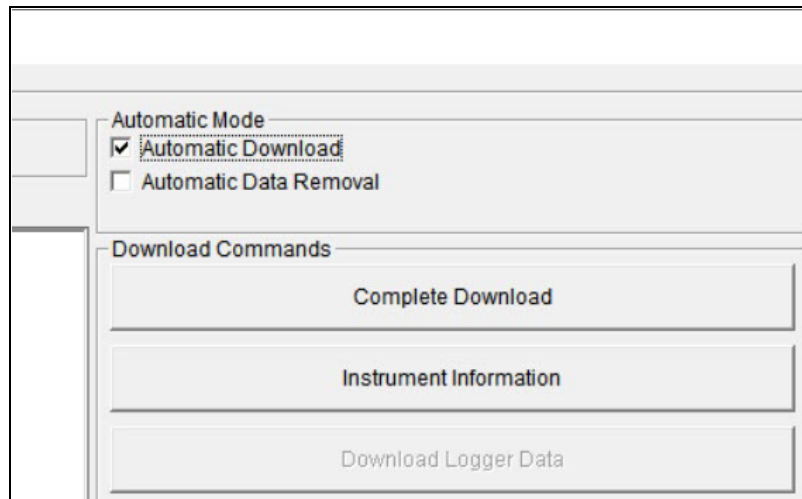 Automatic Mode
Automatic Download
Automatic Data Removal
Download Commands
Complete Download
Instrument Information
Download Logger Data